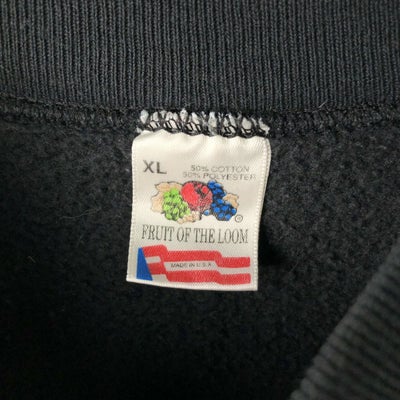 XL
50% COTTON
50% POLYESTER
FRUIT OF THE LOOM
MADE IN U.S.A.